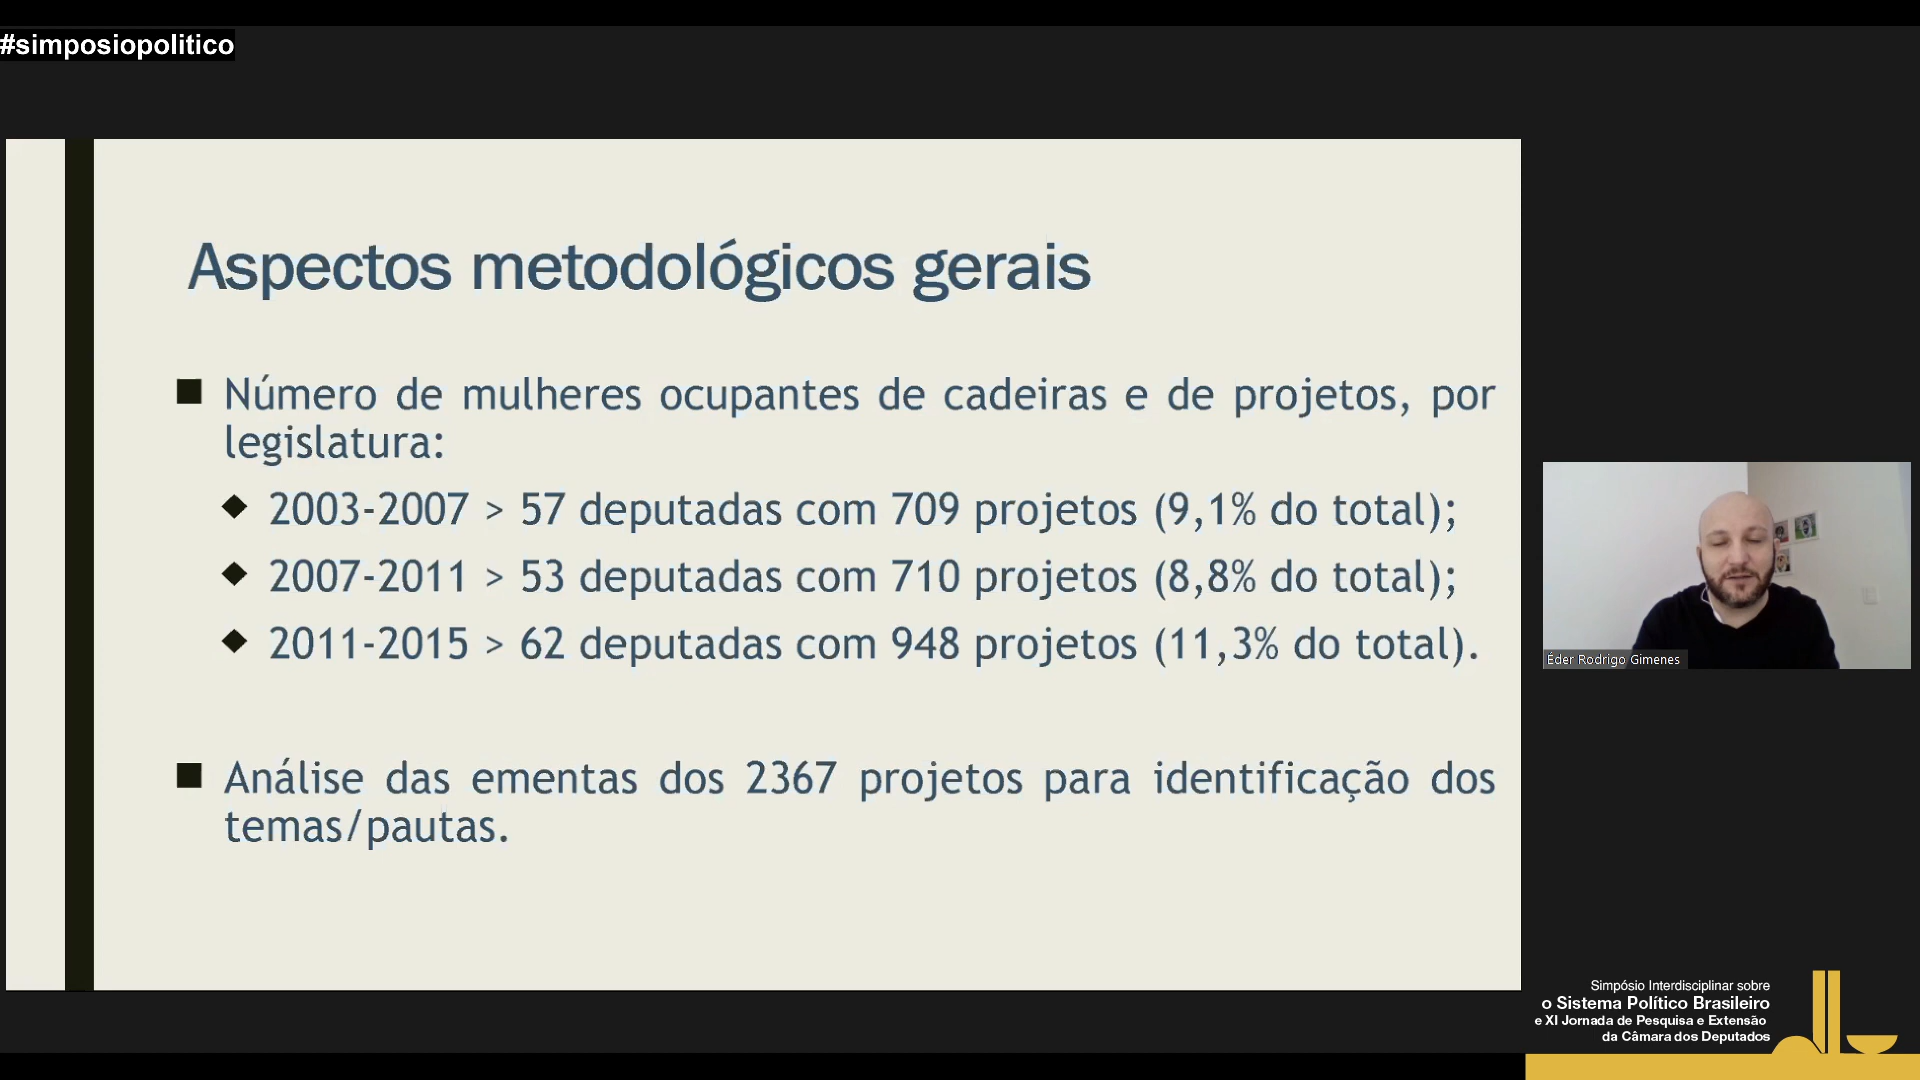 #simposiopolitico
Aspectos metodológicos gerais
Número de mulheres ocupantes de cadeiras e de projetos, por
legislatura:
2003-2007 > 57 deputadas com 709 projetos (9,1% do total);
2007-2011 > 53 deputadas com 710 projetos (8,8% do total);
2011-2015 > 62 deputadas com 948 projetos (11,3% do total).
Análise das ementas dos 2367 projetos para identificação dos
temas/pautas.
Éder Rodrigo Gimenes
Simpósio Interdisciplinar sobre
o Sistema Político Brasileiro
e XI Jornada de Pesquisa e Extensão
da Câmara dos Deputados